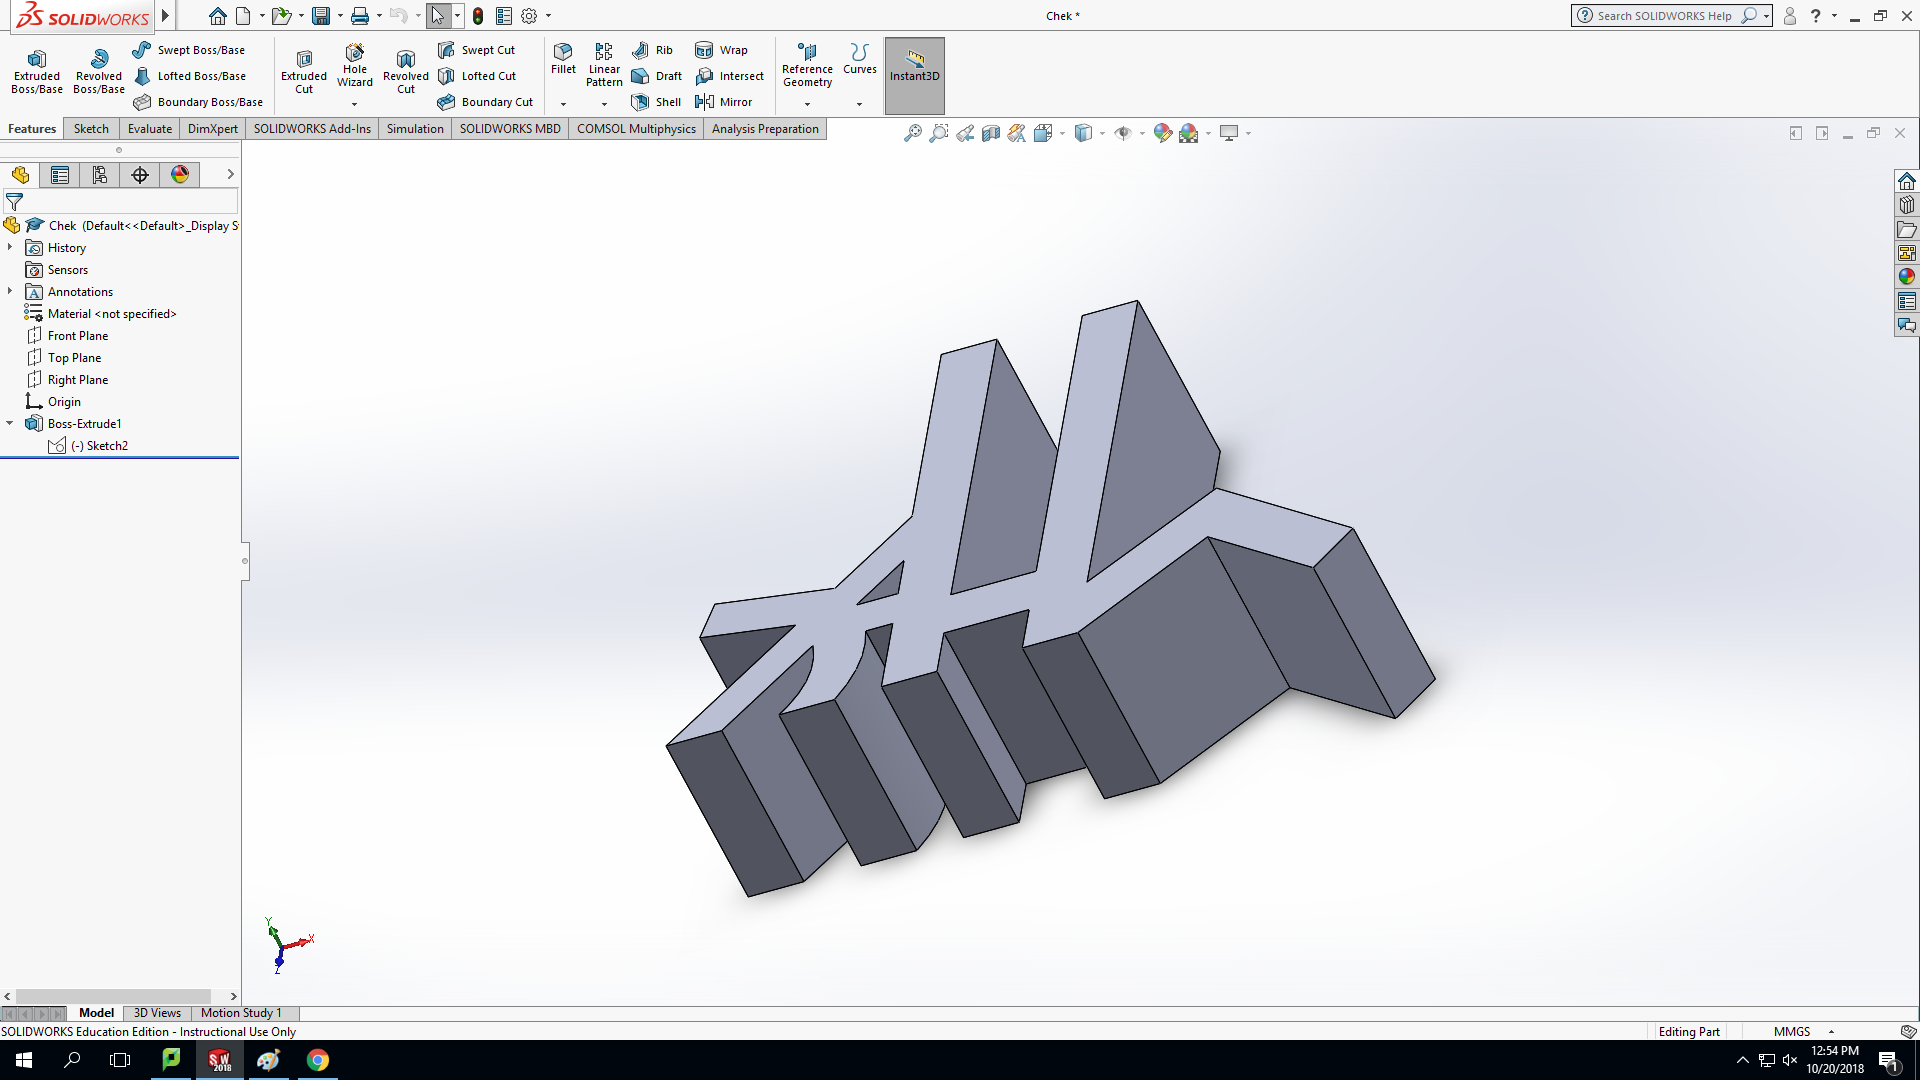 SOLIDWORKS
Chek *
Search SOLIDWORKS Help
?
Extruded Boss/Base
Revolved Boss/Base
Swept Boss/Base
Lofted Boss/Base
Boundary Boss/Base
Extruded Cut
Hole Wizard
Revolved Cut
Swept Cut
Lofted Cut
Boundary Cut
Fillet
Linear Pattern
Rib
Draft
Shell
Wrap
Intersect
Mirror
Reference Geometry
Curves
Instant3D
Features
Sketch
Evaluate
DimXpert
SOLIDWORKS Add-Ins
Simulation
SOLIDWORKS MBD
COMSOL Multiphysics
Analysis Preparation
Chek (Default<<Default>_Display S
History
Sensors
Annotations
Material <not specified>
Front Plane
Top Plane
Right Plane
Origin
Boss-Extrude1
(-) Sketch2
Y
X
Z
Model
3D Views
Motion Study 1
SOLIDWORKS Education Edition - Instructional Use Only
Editing Part
MMGS
SW 2018
12:54 PM
10/20/2018
1